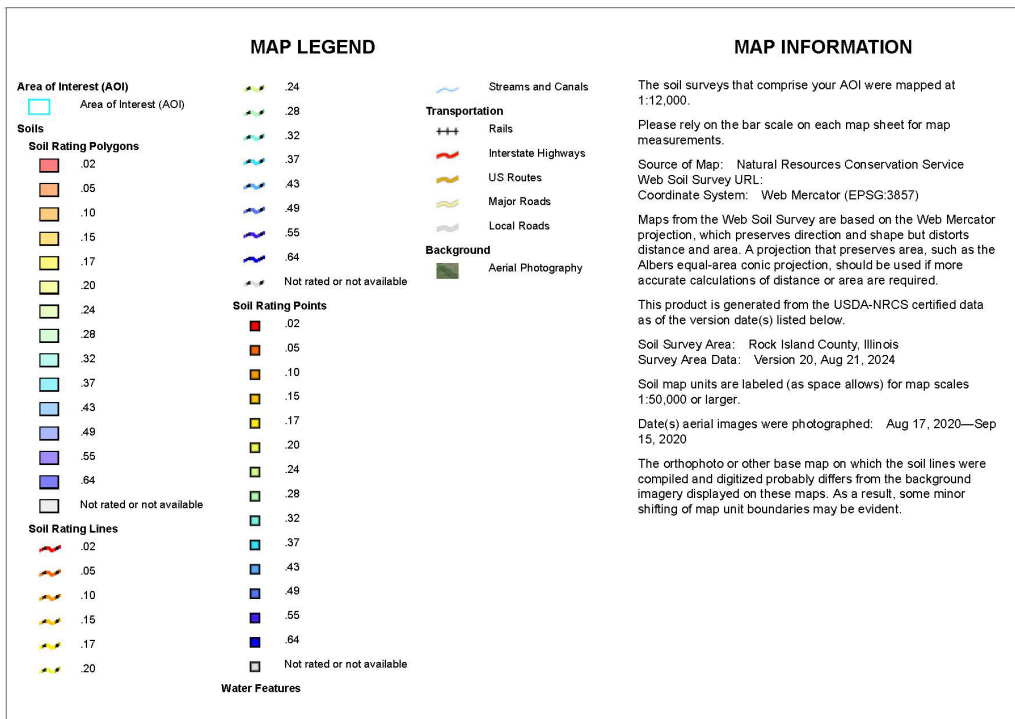 MAP LEGEND
Area of Interest (AOI)
Area of Interest (AOI)
Soils
Soil Rating Polygons
.02
.05
.10
.15
.17
.20
.24
.28
.32
.37
.43
.49
.55
.64
Not rated or not available
Soil Rating Lines
.02
.05
.10
.15
.17
.20
.24
.28
.32
.37
.43
.49
.55
.64
Not rated or not available
Soil Rating Points
.02
.05
.10
.15
.17
.20
.24
.28
.32
.37
.43
.49
.55
.64
Not rated or not available
Water Features
Streams and Canals
Transportation
Rails
Interstate Highways
US Routes
Major Roads
Local Roads
Background
Aerial Photography
MAP INFORMATION
The soil surveys that comprise your AOI were mapped at
1:12,000.
Please rely on the bar scale on each map sheet for map
measurements.
Source of Map: Natural Resources Conservation Service
Web Soil Survey URL:
Coordinate System: Web Mercator (EPSG:3857)
Maps from the Web Soil Survey are based on the Web Mercator
projection, which preserves direction and shape but distorts
distance and area. A projection that preserves area, such as the
Albers equal-area conic projection, should be used if more
accurate calculations of distance or area are required.
This product is generated from the USDA-NRCS certified data
as of the version date(s) listed below.
Soil Survey Area: Rock Island County, Illinois
Survey Area Data: Version 20, Aug 21, 2024
Soil map units are labeled (as space allows) for map scales
1:50,000 or larger.
Date(s) aerial images were photographed: Aug 17, 2020—Sep
15, 2020
The orthophoto or other base map on which the soil lines were
compiled and digitized probably differs from the background
imagery displayed on these maps. As a result, some minor
shifting of map unit boundaries may be evident.